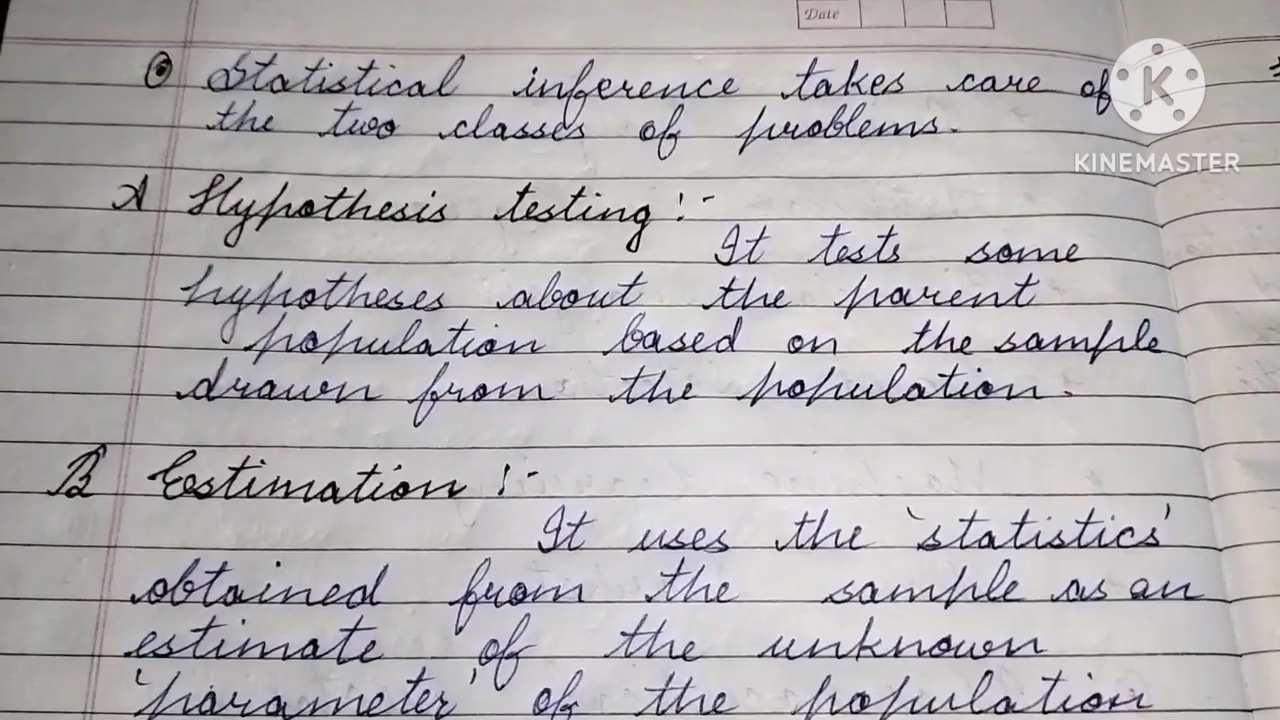 Date
Statistical inference takes care of
the two classes of problems.
KINEMASTER
A Hypothesis testing :-
It tests some
hypotheses about the parent
population based on the sample
drawn from the population.
B Estimation :-
It uses the 'statistics'
obtained from the sample as an
estimate of the unknown
'parameter' of the population